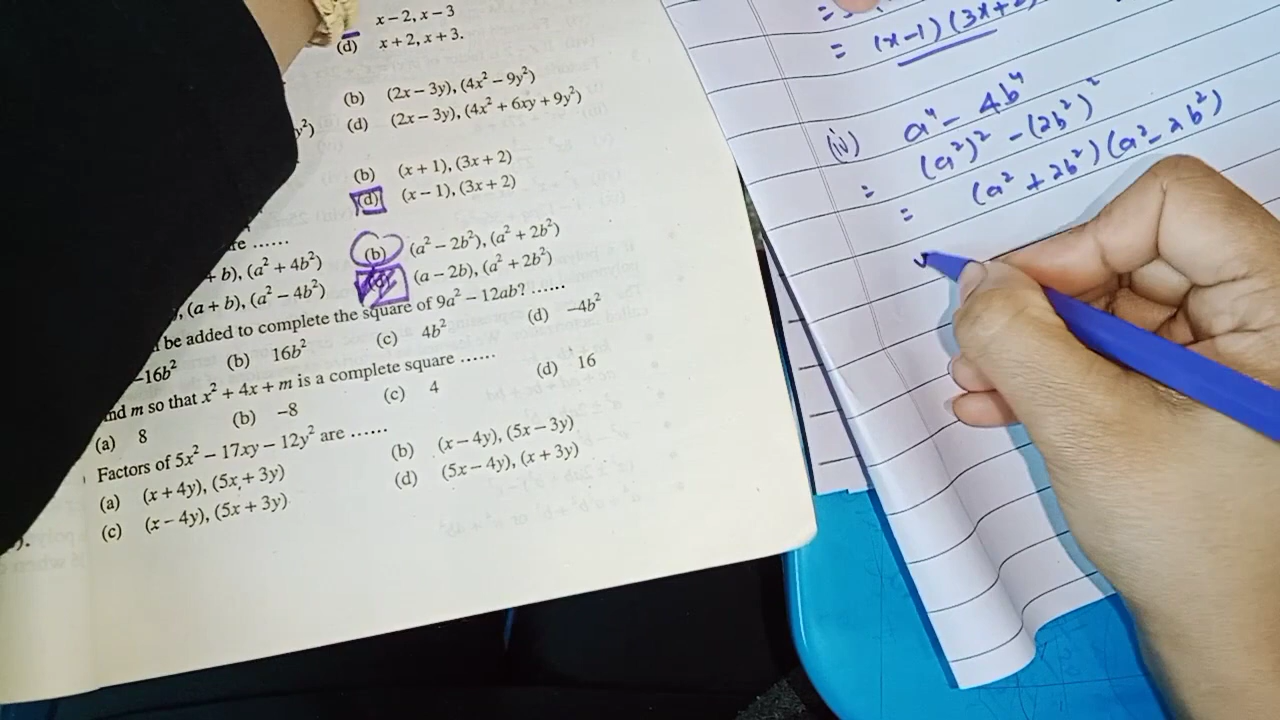 x − 2, x − 3
(d) x + 2, x + 3.
(b) (2x − 3y), (4x² − 9y²)
y²) (d) (2x − 3y), (4x² + 6xy + 9y²)
(b) (x + 1), (3x + 2)
(d) (x − 1), (3x + 2)
re ......
+ b), (a² + 4b²) (b) (a² − 2b²), (a² + 2b²)
, (a + b), (a² − 4b²) (a − 2b), (a² + 2b²)
be added to complete the square of 9a² − 12ab? ......
−16b² (b) 16b² (c) 4b² (d) −4b²
nd m so that x² + 4x + m is a complete square ......
(a) 8 (b) −8 (c) 4 (d) 16
Factors of 5x² − 17xy − 12y² are ......
(a) (x + 4y), (5x + 3y) (b) (x − 4y), (5x − 3y)
(c) (x − 4y), (5x + 3y) (d) (5x − 4y), (x + 3y)
= (x−1) (3x+2)
(iv) a⁴ − 4b⁴
= (a²)² − (2b²)²
= (a² + 2b²) (a² − 2b²)